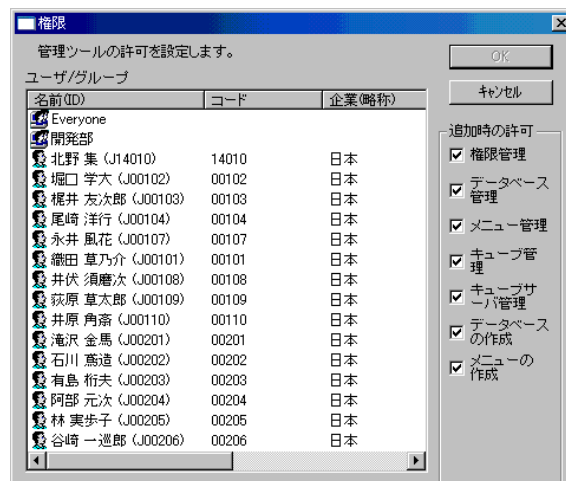 権限
管理ツールの許可を設定します。
ユーザ/グループ
名前(ID) コード 企業(略称)
Everyone
開発部
北野 集 (J14010) 14010 日本
堀口 学大 (J00102) 00102 日本
梶井 友次郎 (J00103) 00103 日本
尾崎 洋行 (J00104) 00104 日本
永井 風花 (J00107) 00107 日本
織田 草乃介 (J00101) 00101 日本
井伏 須磨次 (J00108) 00108 日本
荻原 草太郎 (J00109) 00109 日本
井原 角斎 (J00110) 00110 日本
滝沢 金馬 (J00201) 00201 日本
石川 蔦造 (J00202) 00202 日本
有島 桁夫 (J00203) 00203 日本
阿部 元次 (J00204) 00204 日本
林 実歩子 (J00205) 00205 日本
谷崎 一巡郎 (J00206) 00206 日本
OK
キャンセル
追加時の許可
権限管理
データベース
管理
メニュー管理
キューブ管
理
キューブサ
ーバ管理
データベース
の作成
メニューの
作成